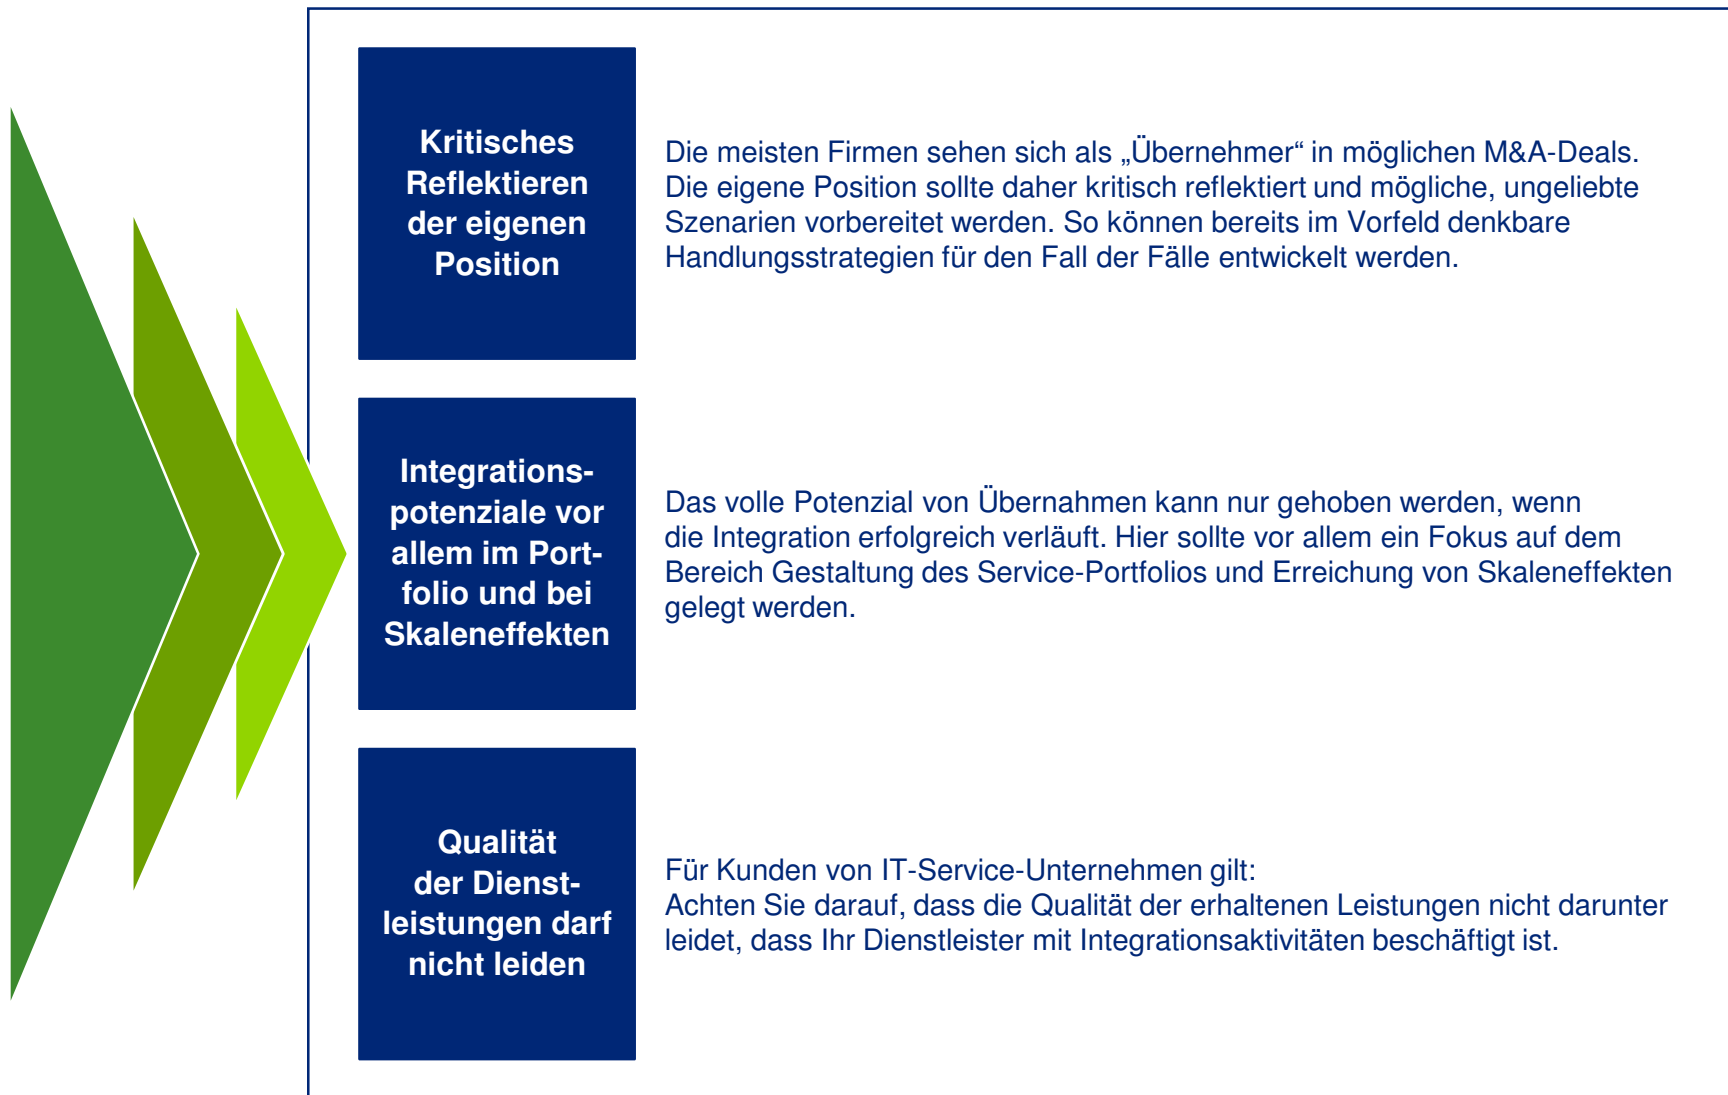 Kritisches
Reflektieren
der eigenen
Position
Die meisten Firmen sehen sich als „Übernehmer“ in möglichen M&A-Deals.
Die eigene Position sollte daher kritisch reflektiert und mögliche, ungeliebte
Szenarien vorbereitet werden. So können bereits im Vorfeld denkbare
Handlungsstrategien für den Fall der Fälle entwickelt werden.
Integrations-
potenziale vor
allem im Port-
folio und bei
Skaleneffekten
Das volle Potenzial von Übernahmen kann nur gehoben werden, wenn
die Integration erfolgreich verläuft. Hier sollte vor allem ein Fokus auf dem
Bereich Gestaltung des Service-Portfolios und Erreichung von Skaleneffekten
gelegt werden.
Qualität
der Dienst-
leistungen darf
nicht leiden
Für Kunden von IT-Service-Unternehmen gilt:
Achten Sie darauf, dass die Qualität der erhaltenen Leistungen nicht darunter
leidet, dass Ihr Dienstleister mit Integrationsaktivitäten beschäftigt ist.